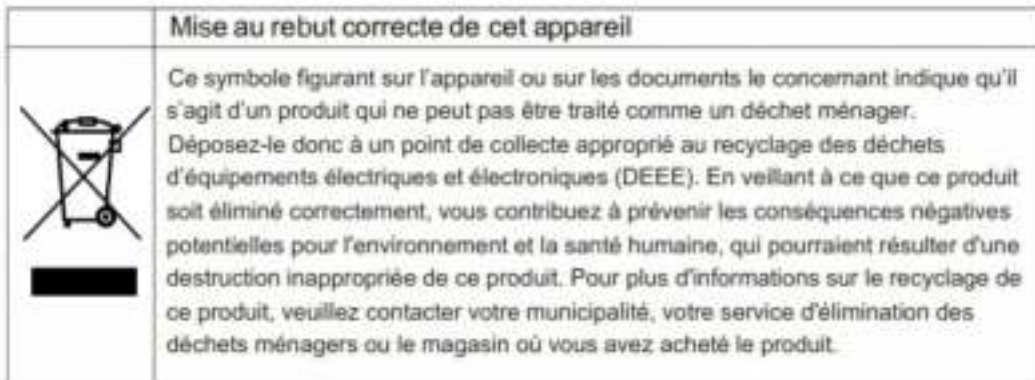 Mise au rebut correcte de cet appareil
Ce symbole figurant sur l'appareil ou sur les documents le concernant indique qu'il
s'agit d'un produit qui ne peut pas être traité comme un déchet ménager.
Déposez-le donc à un point de collecte approprié au recyclage des déchets
d'équipements électriques et électroniques (DEEE). En veillant à ce que ce produit
soit éliminé correctement, vous contribuez à prévenir les conséquences négatives
potentielles pour l'environnement et la santé humaine, qui pourraient résulter d'une
destruction inappropriée de ce produit. Pour plus d'informations sur le recyclage de
ce produit, veuillez contacter votre municipalité, votre service d'élimination des
déchets ménagers ou le magasin où vous avez acheté le produit.